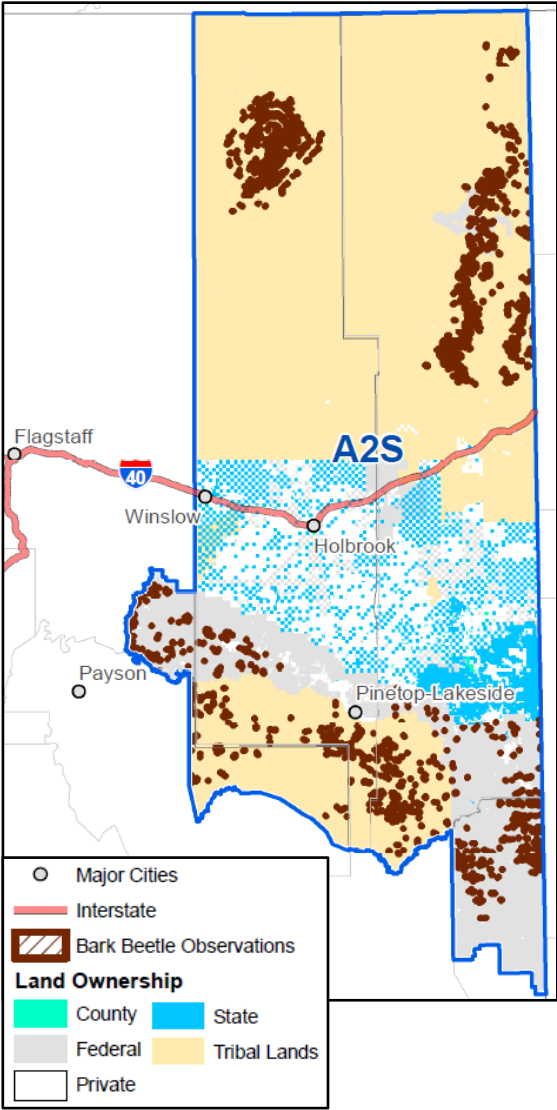 A2S
Flagstaff
40
Winslow
Holbrook
Payson
Pinetop-Lakeside
Major Cities
Interstate
Bark Beetle Observations
Land Ownership
County
State
Federal
Tribal Lands
Private